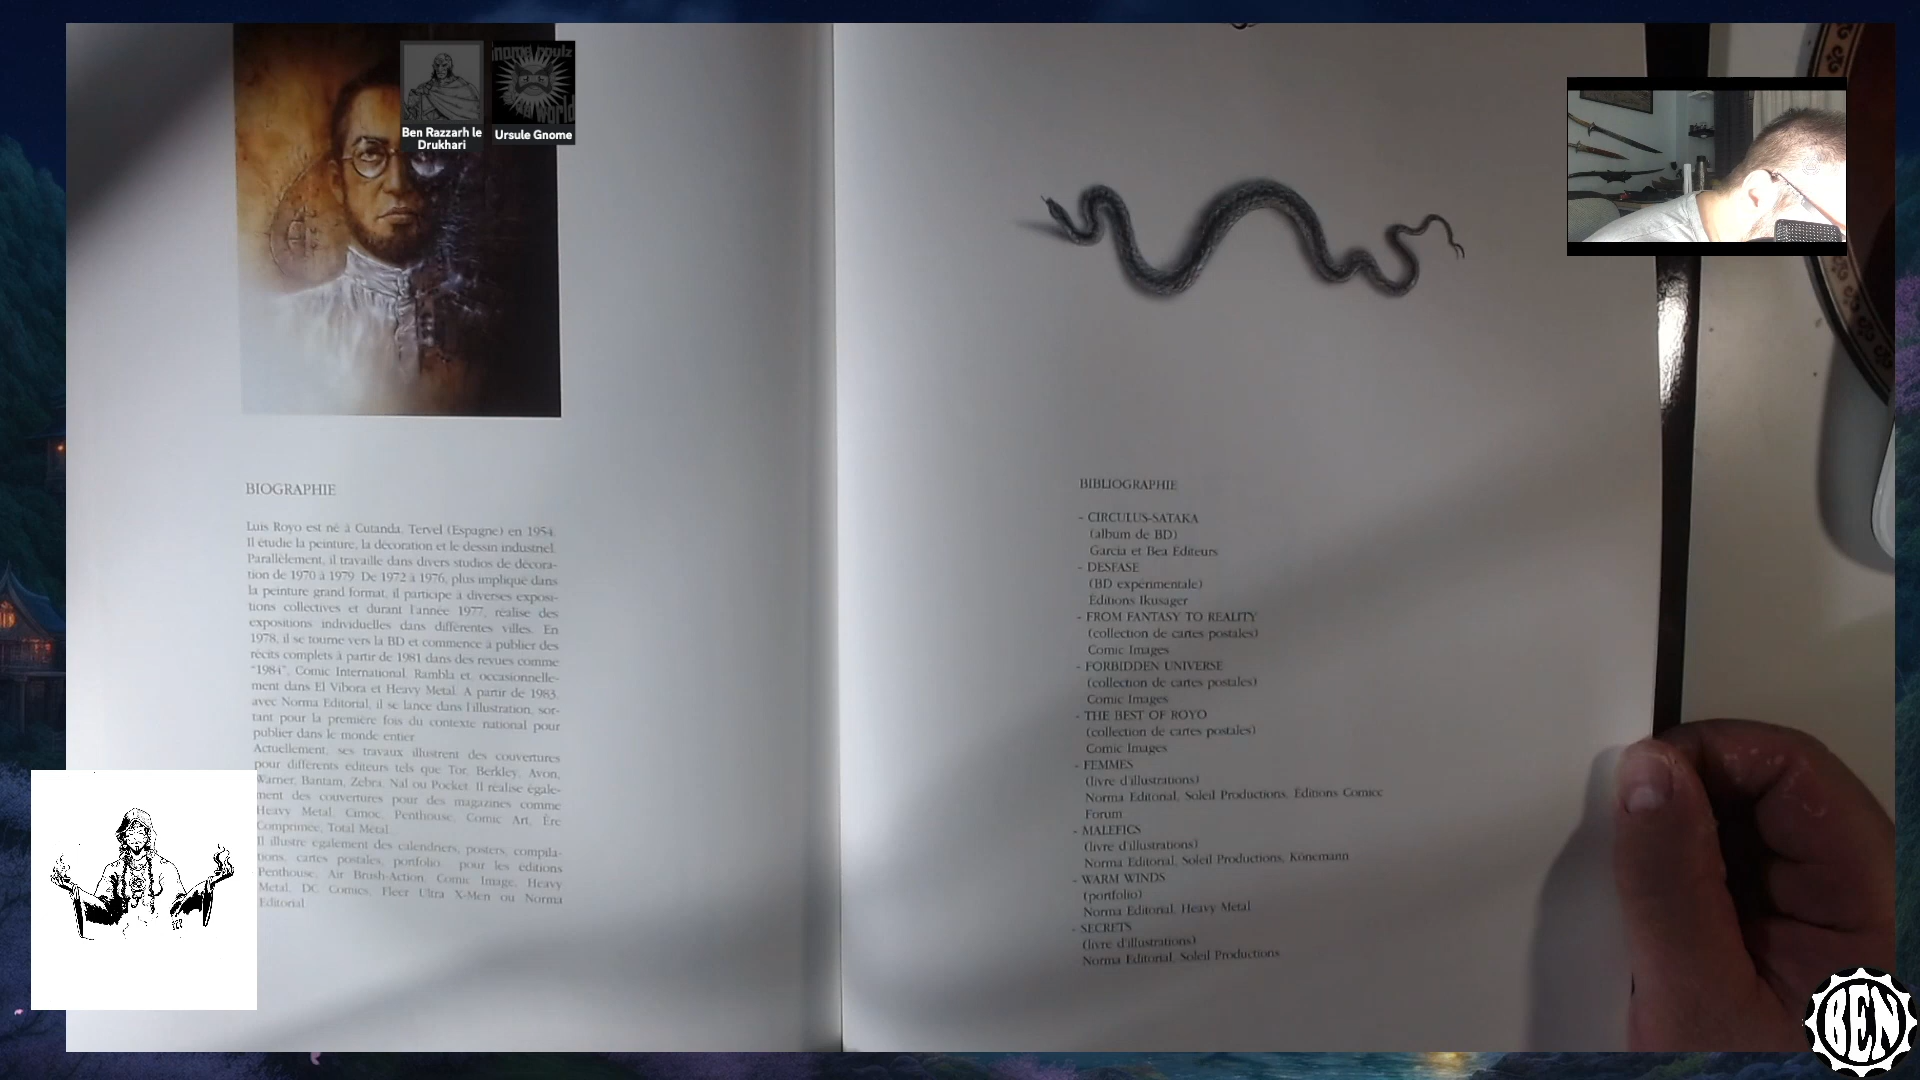 Ben Razzarh le
Drukhari
Ursule Gnome
gnome soulz
world
BIOGRAPHIE
Luis Royo est né à Cutanda, Tervel (Espagne) en 1954.
Il étudie la peinture, la décoration et le dessin industriel.
Parallèlement, il travaille dans divers studios de décora-
tion de 1970 à 1979. De 1972 à 1976, plus impliqué dans
la peinture grand format, il participe à diverses exposi-
tions collectives et durant l'année 1977, réalise des
expositions individuelles dans différentes villes. En
1978, il se tourne vers la BD et commence à publier des
récits complets à partir de 1981 dans des revues comme
"1984", Comic International, Rambla et, occasionnelle-
ment dans El Vibora et Heavy Metal. A partir de 1983,
avec Norma Editorial, il se lance dans l'illustration, sor-
tant pour la première fois du contexte national pour
publier dans le monde entier.
Actuellement, ses travaux illustrent des couvertures
pour différents éditeurs tels que Tor, Berkley, Avon,
Warner, Bantam, Zebra, Nal ou Pocket. Il réalise égale-
ment des couvertures pour des magazines comme
Heavy Metal, Cimoc, Penthouse, Comic Art, Ère
Comprimée, Total Métal.
Il illustre également des calendriers, posters, compila-
tions, cartes postales, portfolio... pour les éditions
Penthouse, Air Brush-Action, Comic Image, Heavy
Metal, DC Comics, Fleer Ultra X-Men ou Norma
Editorial.
BIBLIOGRAPHIE
- CIRCULUS-SATAKA
(album de BD)
Garcia et Bea Éditeurs
- DESFASE
(BD expérimentale)
Éditions Ikusager
- FROM FANTASY TO REALITY
(collection de cartes postales)
Comic Images
- FORBIDDEN UNIVERSE
(collection de cartes postales)
Comic Images
- THE BEST OF ROYO
(collection de cartes postales)
Comic Images
- FEMMES
(livre d'illustrations)
Norma Editorial, Soleil Productions, Éditions Comicc
Forum
- MALEFICS
(livre d'illustrations)
Norma Editorial, Soleil Productions, Könemann
- WARM WINDS
(portfolio)
Norma Editorial, Heavy Metal
- SECRETS
(livre d'illustrations)
Norma Editorial, Soleil Productions
BEN